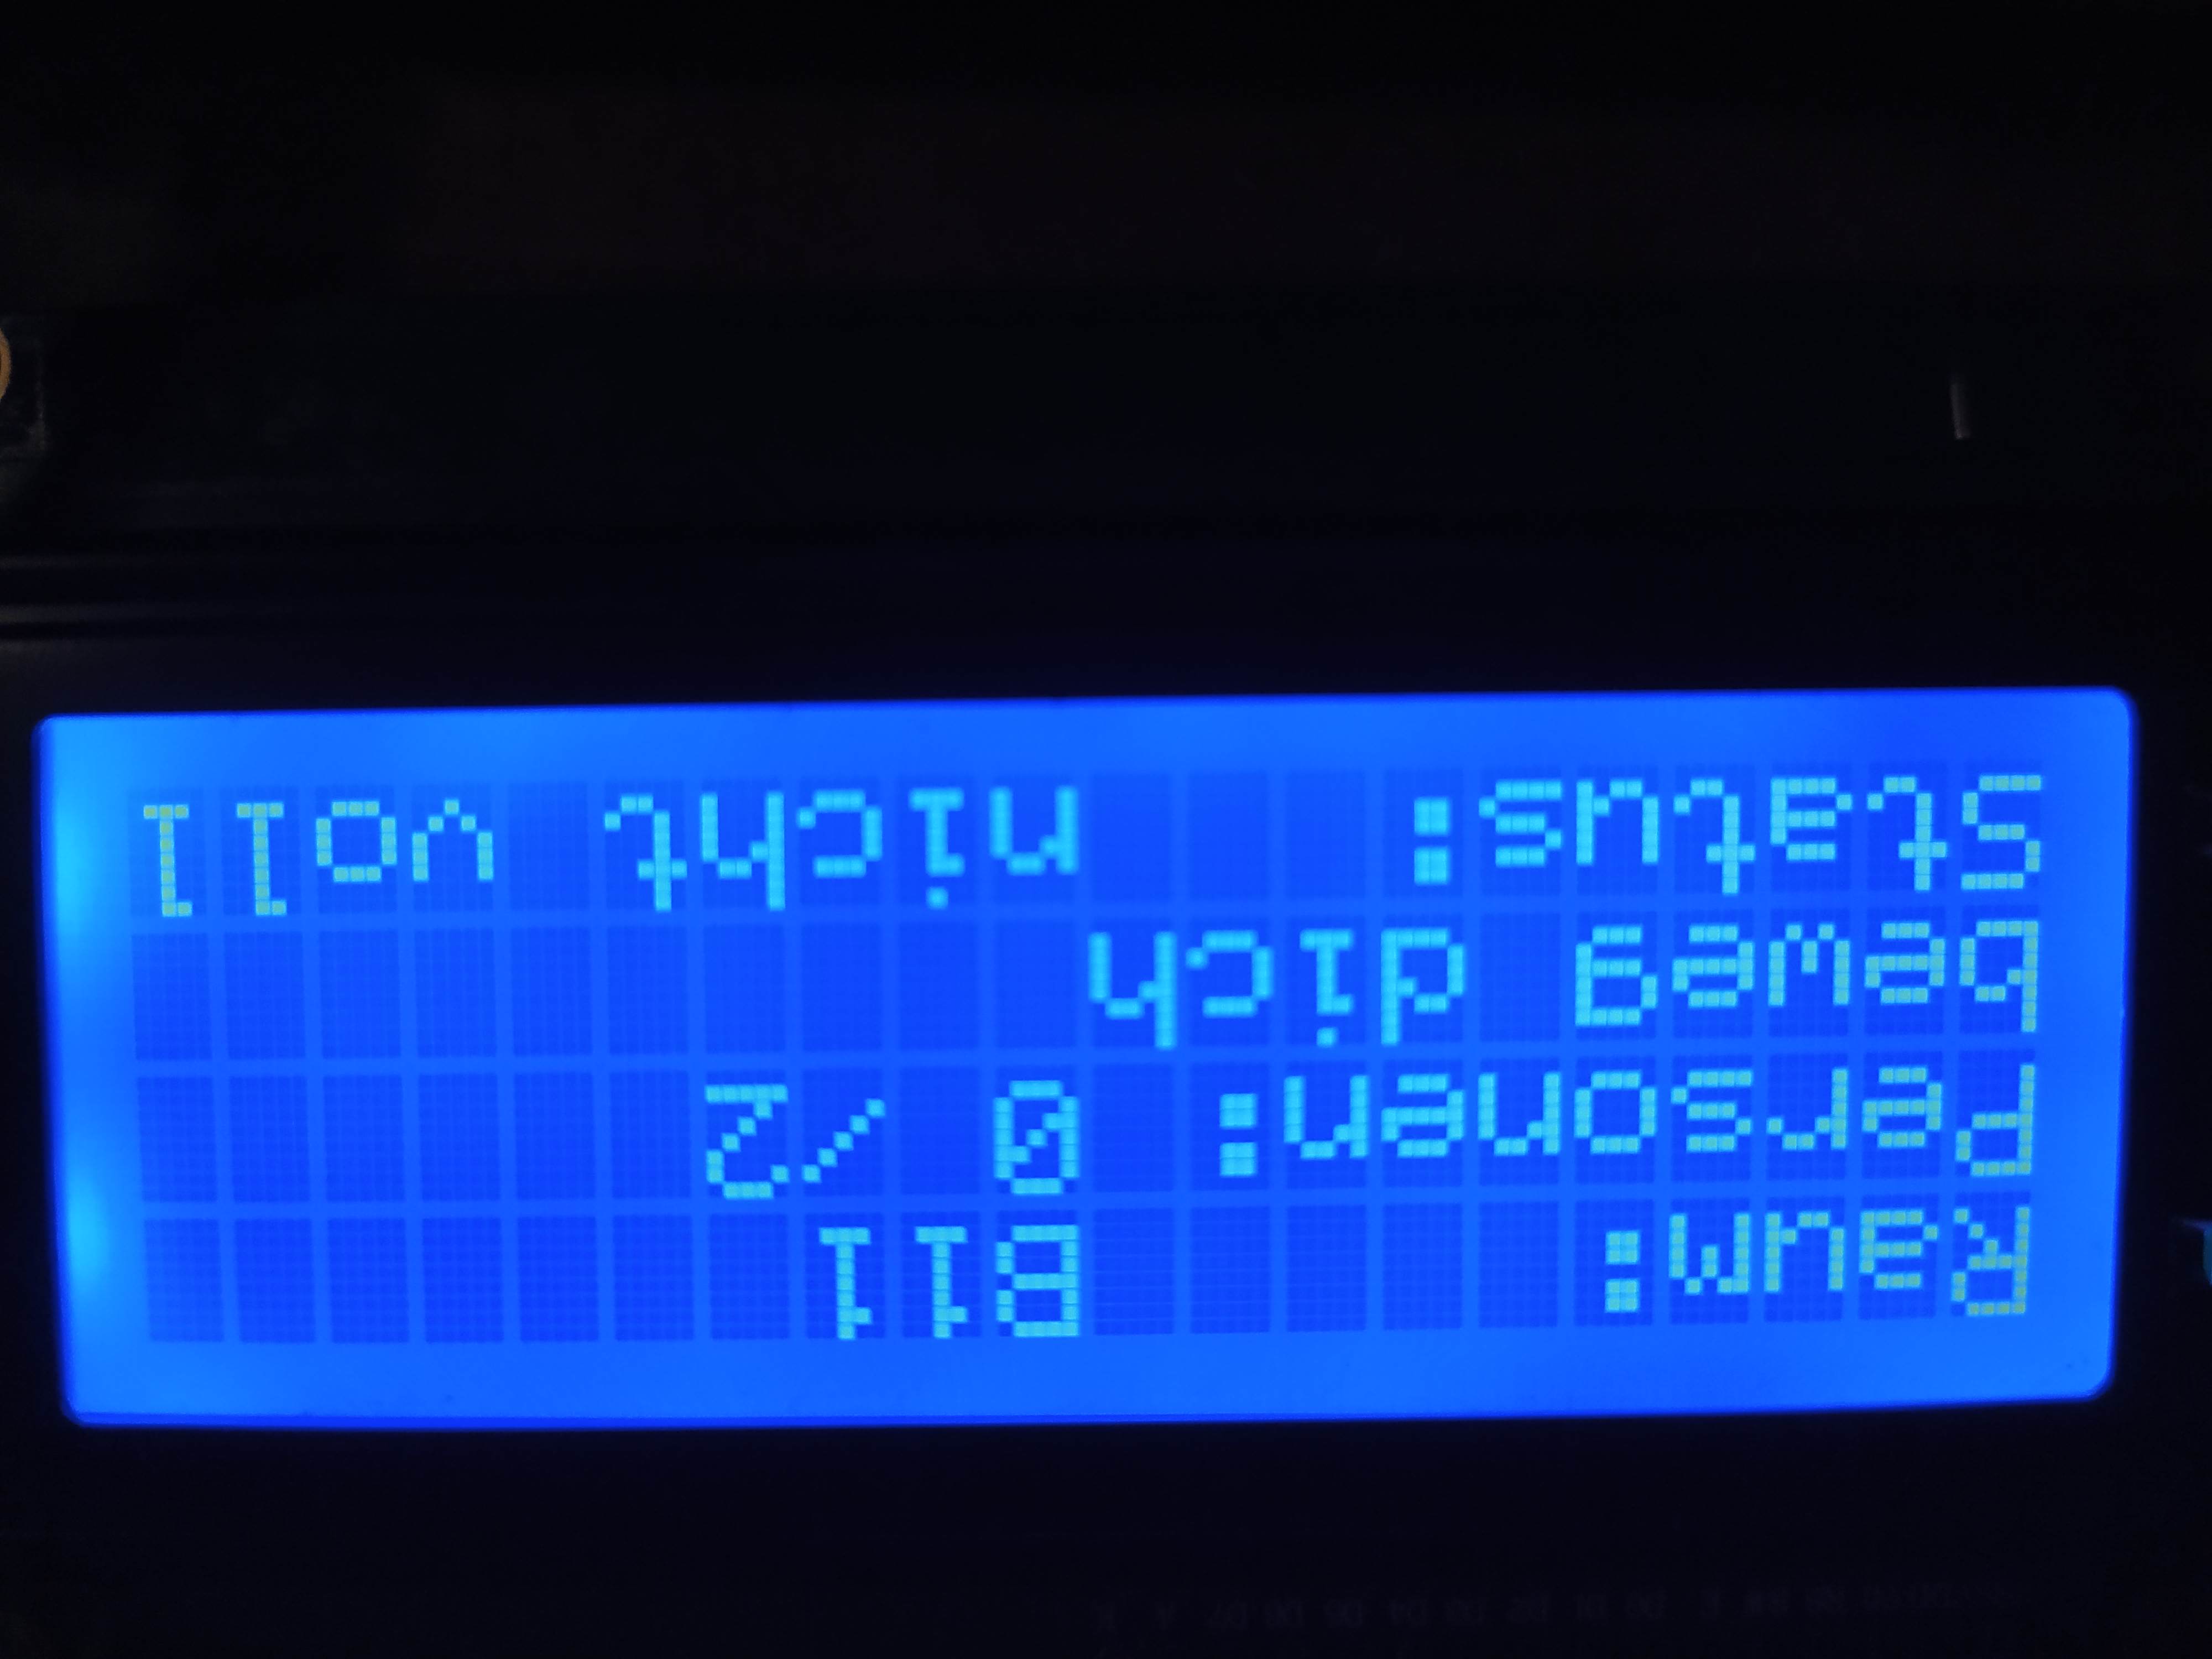 Raum:     B11
Personen: 0 /2
beweg dich
Status:   nicht voll